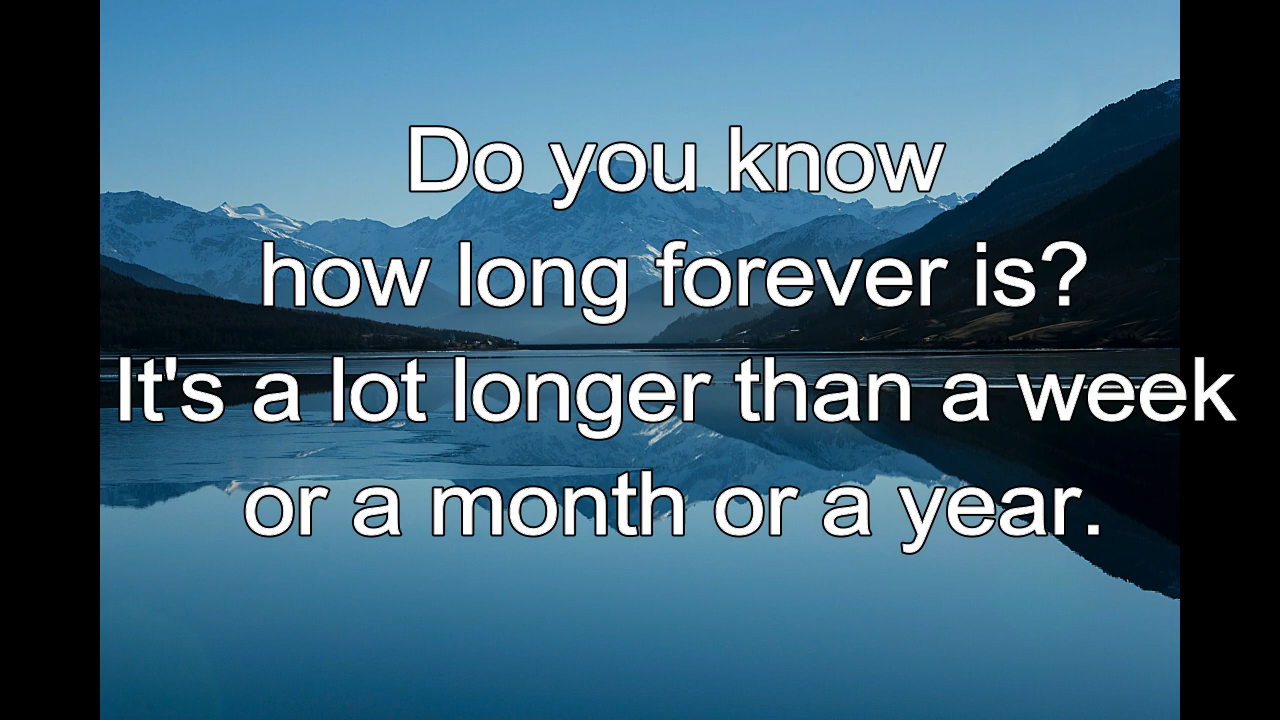 Do you know
how long forever is?
It's a lot longer than a week
or a month or a year.